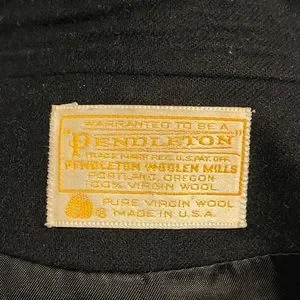 WARRANTED TO BE A
"PENDLETON"
TRADE MARK REG. U.S. PAT. OFF.
PENDLETON WOOLEN MILLS
PORTLAND, OREGON
100% VIRGIN WOOL
PURE VIRGIN WOOL
8 MADE IN U.S.A.